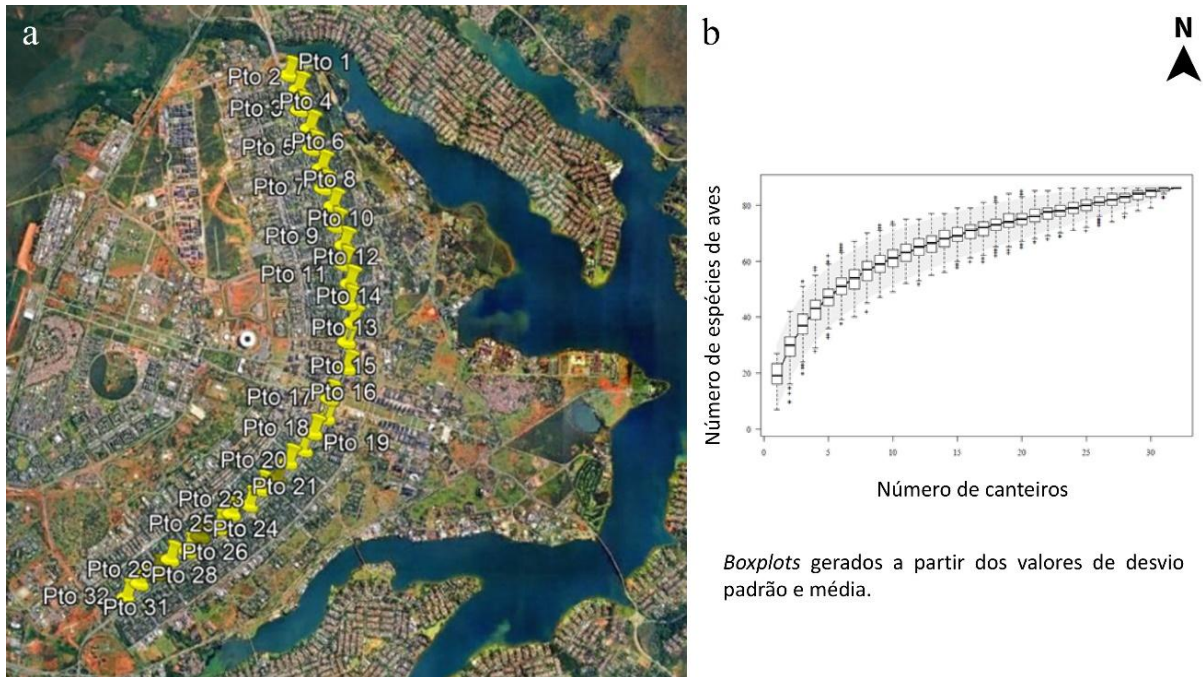 a
Pto 1
Pto 2
Pto 3
Pto 4
Pto 5
Pto 6
Pto 7
Pto 8
Pto 10
Pto 9
Pto 12
Pto 11
Pto 14
Pto 13
Pto 15
Pto 17
Pto 16
Pto 18
Pto 19
Pto 20
Pto 21
Pto 23
Pto 25
Pto 24
Pto 26
Pto 29
Pto 28
Pto 32
Pto 31
b
N
Número de espécies de aves
80
60
40
20
0
0 5 10 15 20 25 30
Número de canteiros
Boxplots gerados a partir dos valores de desvio
padrão e média.